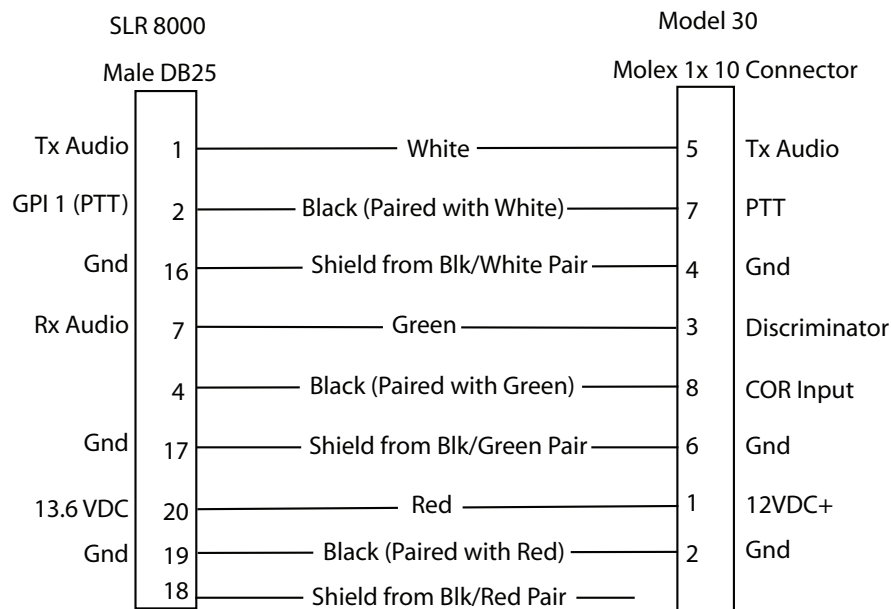 SLR 8000
Model 30
Male DB25
Molex 1x 10 Connector
Tx Audio 1 White 5 Tx Audio
GPI 1 (PTT) 2 Black (Paired with White) 7 PTT
Gnd 16 Shield from Blk/White Pair 4 Gnd
Rx Audio 7 Green 3 Discriminator
4 Black (Paired with Green) 8 COR Input
Gnd 17 Shield from Blk/Green Pair 6 Gnd
13.6 VDC 20 Red 1 12VDC+
Gnd 19 Black (Paired with Red) 2 Gnd
18 Shield from Blk/Red Pair